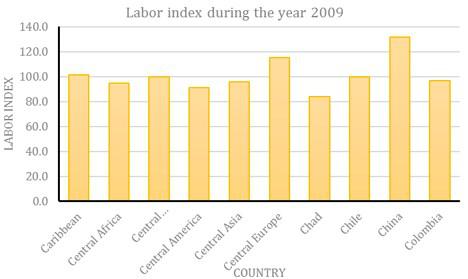 Labor index during the year 2009
LABOR INDEX
140.0
120.0
100.0
80.0
60.0
40.0
20.0
0.0
Caribbean
Central Africa
Central...
Central America
Central Asia
Central Europe
Chad
Chile
China
Colombia
COUNTRY